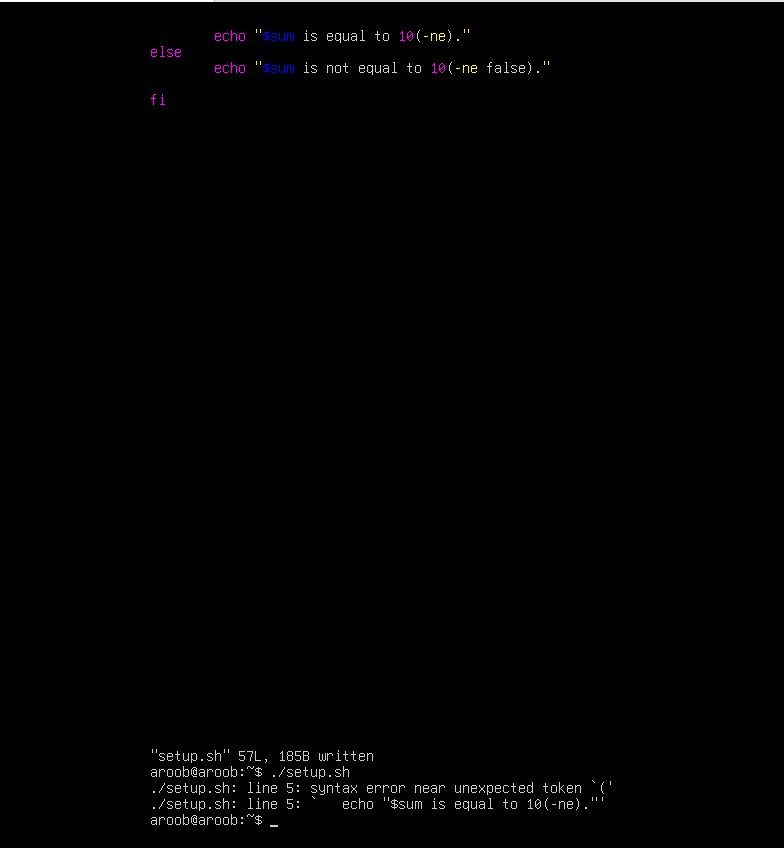 echo "$sum is equal to 10(-ne)."
else
echo "$sum is not equal to 10(-ne false)."
fi
"setup.sh" 57L, 185B written
aroob@aroob:~$ ./setup.sh
./setup.sh: line 5: syntax error near unexpected token `('
./setup.sh: line 5: `   echo "$sum is equal to 10(-ne)."'
aroob@aroob:~$ _